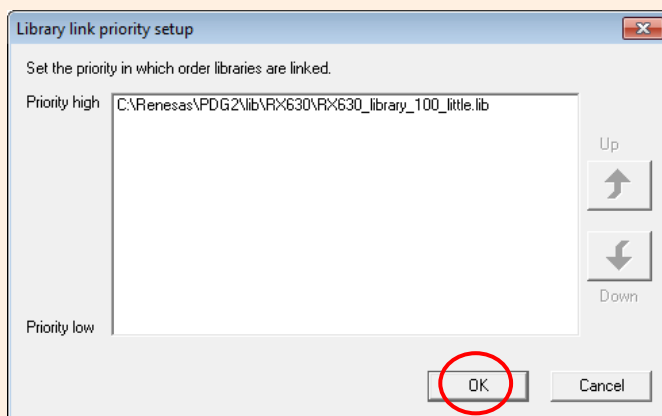 Library link priority setup
Set the priority in which order libraries are linked.
Priority high
C:\Renesas\PDG2\lib\RX630\RX630_library_100_little.lib
Up
Down
Priority low
OK
Cancel